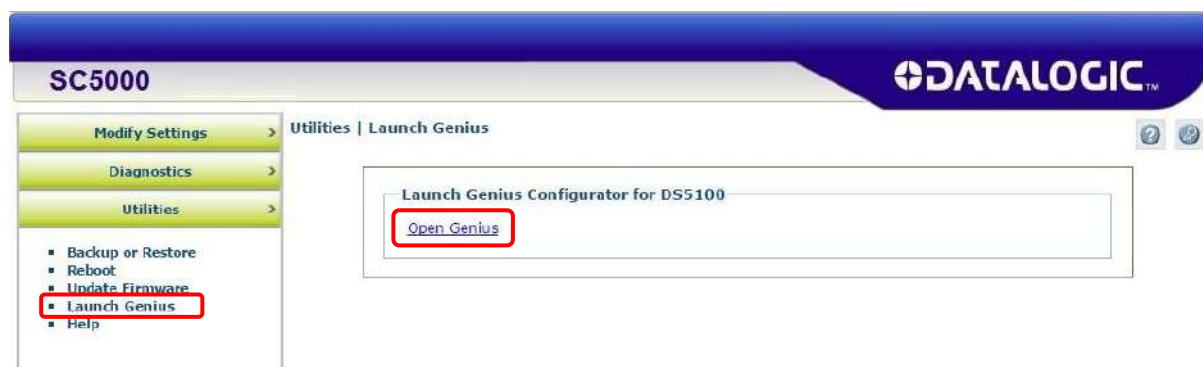 SC5000
DATALOGIC™
Modify Settings
Diagnostics
Utilities
Backup or Restore
Reboot
Update Firmware
Launch Genius
Help
Utilities | Launch Genius
Launch Genius Configurator for DS5100
Open Genius